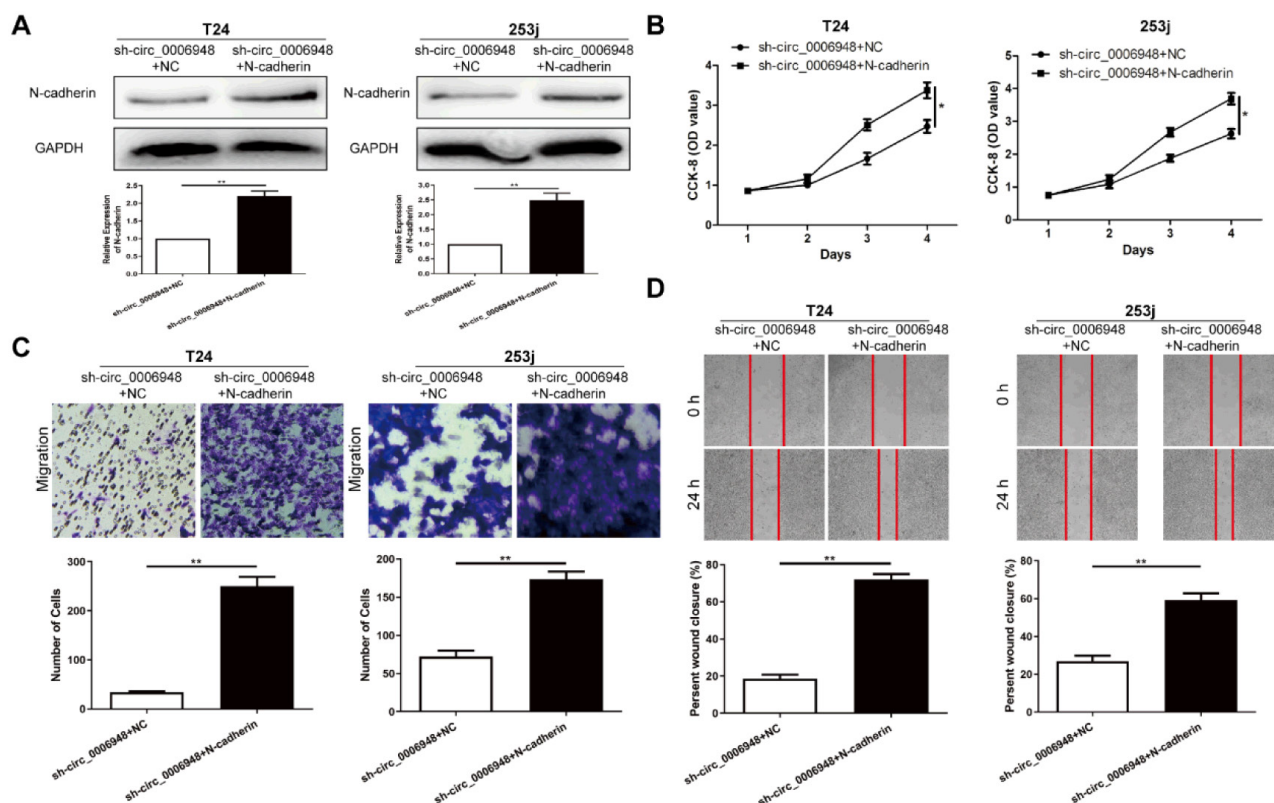 A
T24
sh-circ_0006948 sh-circ_0006948
+NC +N-cadherin
N-cadherin
GAPDH
**
Relative Expression
of N-cadherin
2.5
2.0
1.5
1.0
0.5
0.0
sh-circ_0006948+NC
sh-circ_0006948+N-cadherin
253j
sh-circ_0006948 sh-circ_0006948
+NC +N-cadherin
N-cadherin
GAPDH
**
Relative Expression
of N-cadherin
3.0
2.5
2.0
1.5
1.0
0.5
0.0
sh-circ_0006948+NC
sh-circ_0006948+N-cadherin
B
T24
sh-circ_0006948+NC
sh-circ_0006948+N-cadherin
CCK-8 (OD value)
4
3
2
1
0
*
1 2 3 4
Days
253j
sh-circ_0006948+NC
sh-circ_0006948+N-cadherin
CCK-8 (OD value)
5
4
3
2
1
0
*
1 2 3 4
Days
C
T24
sh-circ_0006948 sh-circ_0006948
+NC +N-cadherin
Migration
**
Number of Cells
300
200
100
0
sh-circ_0006948+NC
sh-circ_0006948+N-cadherin
253j
sh-circ_0006948 sh-circ_0006948
+NC +N-cadherin
Migration
**
Number of Cells
200
150
100
50
0
sh-circ_0006948+NC
sh-circ_0006948+N-cadherin
D
T24
sh-circ_0006948 sh-circ_0006948
+NC +N-cadherin
0 h
24 h
**
Persent wound closure (%)
80
60
40
20
0
sh-circ_0006948+NC
sh-circ_0006948+N-cadherin
253j
sh-circ_0006948 sh-circ_0006948
+NC +N-cadherin
0 h
24 h
**
Persent wound closure (%)
80
60
40
20
0
sh-circ_0006948+NC
sh-circ_0006948+N-cadherin